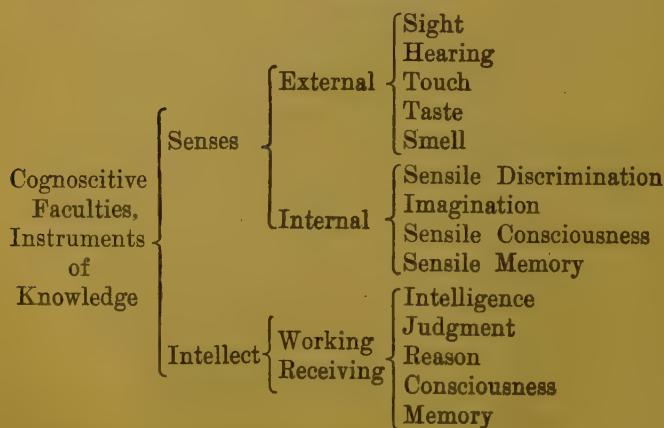 Cognoscitive Faculties, Instruments of Knowledge
Senses
External
Sight
Hearing
Touch
Taste
Smell
Internal
Sensile Discrimination
Imagination
Sensile Consciousness
Sensile Memory
Intellect
Working
Receiving
Intelligence
Judgment
Reason
Consciousness
Memory